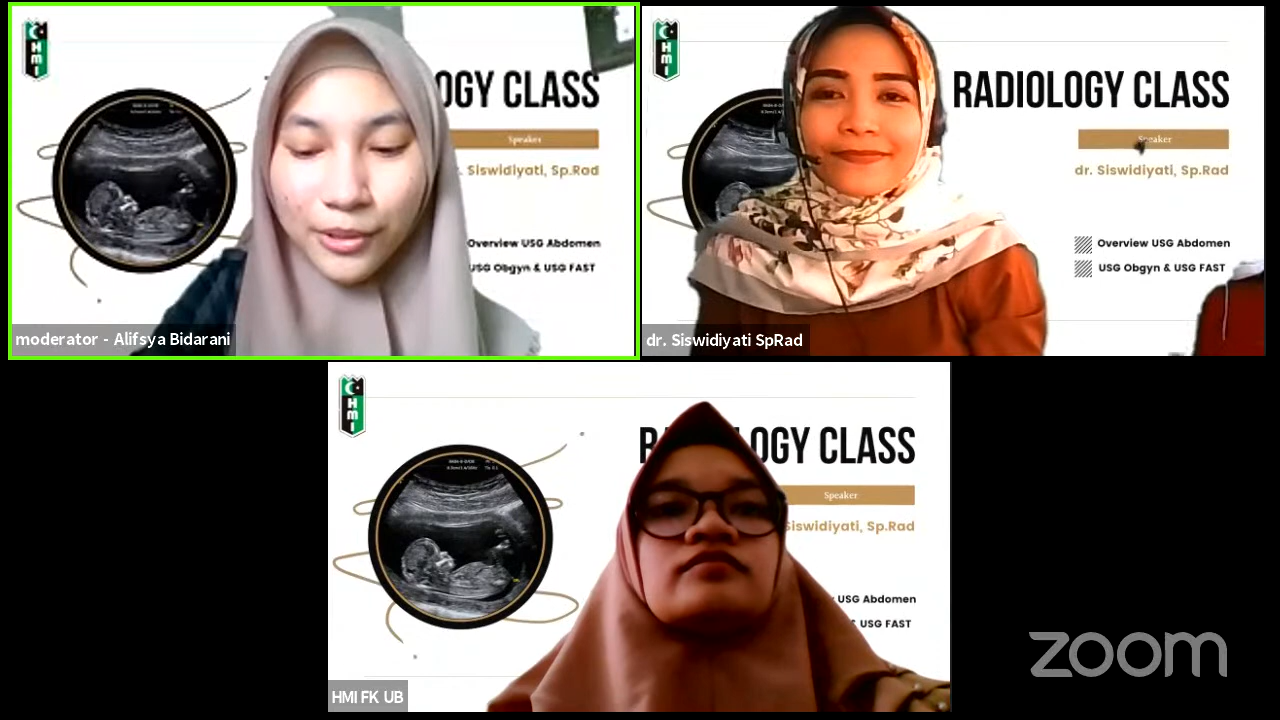 HMI
OGY CLASS
Speaker
Siswidiyati, Sp.Rad
Overview USG Abdomen
USG Obgyn & USG FAST
moderator - Alifsya Bidarani
HMI
RADIOLOGY CLASS
Speaker
dr. Siswidiyati, Sp.Rad
Overview USG Abdomen
USG Obgyn & USG FAST
dr. Siswidiyati SpRad
HMI
OGY CLASS
Speaker
Siswidiyati, Sp.Rad
USG Abdomen
& USG FAST
HMI FK UB
zoom